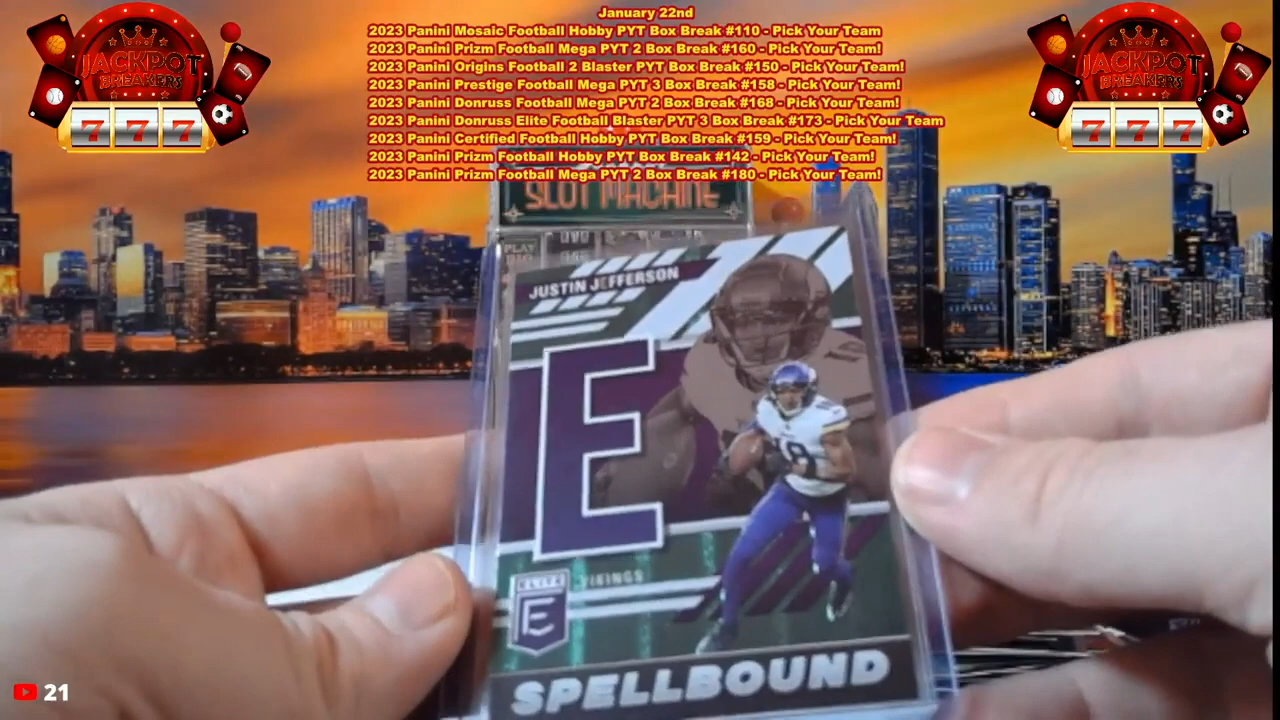 January 22nd
2023 Panini Mosaic Football Hobby PYT Box Break #110 - Pick Your Team
2023 Panini Prizm Football Mega PYT 2 Box Break #160 - Pick Your Team!
2023 Panini Origins Football 2 Blaster PYT Box Break #150 - Pick Your Team!
2023 Panini Prestige Football Mega PYT 3 Box Break #158 - Pick Your Team!
2023 Panini Donruss Football Mega PYT 2 Box Break #168 - Pick Your Team!
2023 Panini Donruss Elite Football Blaster PYT 3 Box Break #173 - Pick Your Team
2023 Panini Certified Football Hobby PYT Box Break #159 - Pick Your Team!
2023 Panini Prizm Football Hobby PYT Box Break #142 - Pick Your Team!
2023 Panini Prizm Football Mega PYT 2 Box Break #180 - Pick Your Team!
JACKPOT
BREAKERS
777
JACKPOT
BREAKERS
777
SLOT MACHINE
PLAY
JUSTIN JEFFERSON
E
18
ELITE
E
VIKINGS
SPELLBOUND
21